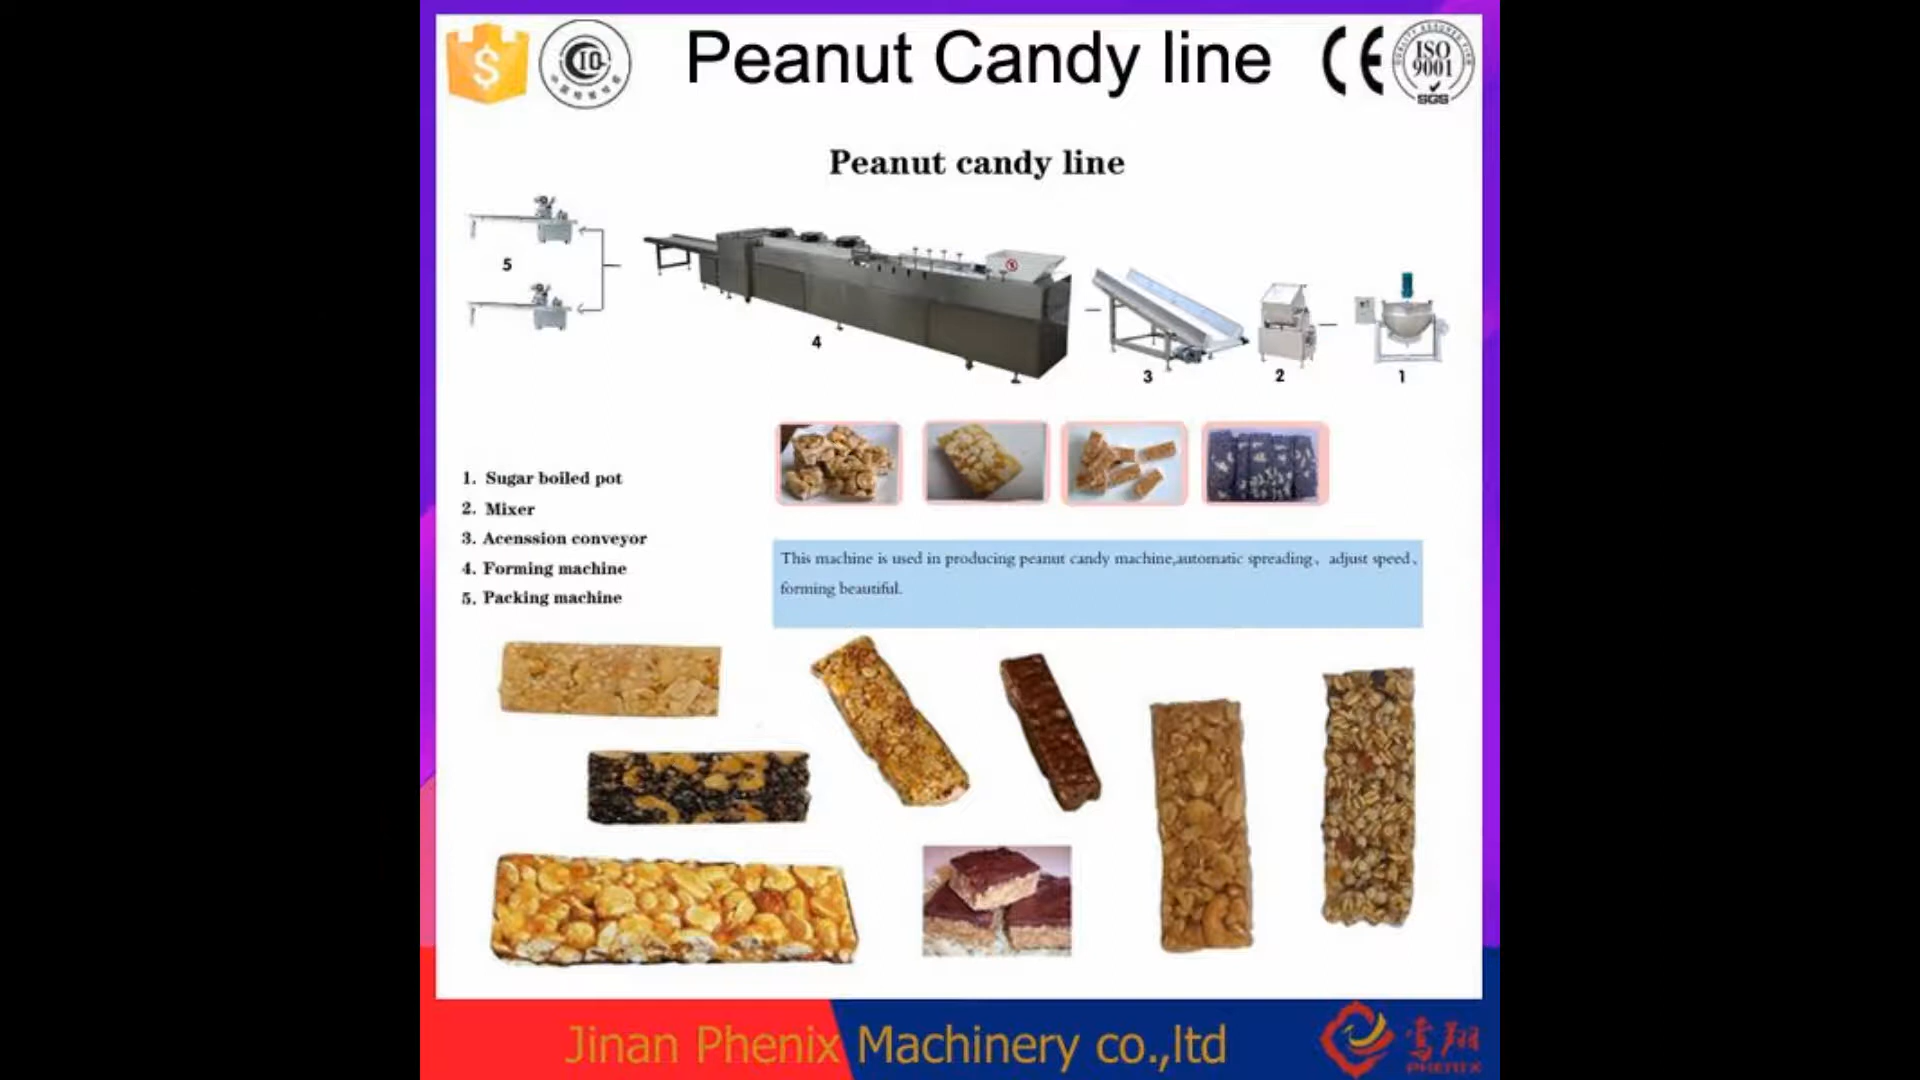 Peanut Candy line
CIQ
CE
ISO
9001
SGS
Peanut candy line
5
4
3
2
1
1. Sugar boiled pot
2. Mixer
3. Acenssion conveyor
4. Forming machine
5. Packing machine
This machine is used in producing peanut candy machine,automatic spreading、adjust speed、
forming beautiful.
Jinan Phenix Machinery co.,ltd
PHENIX